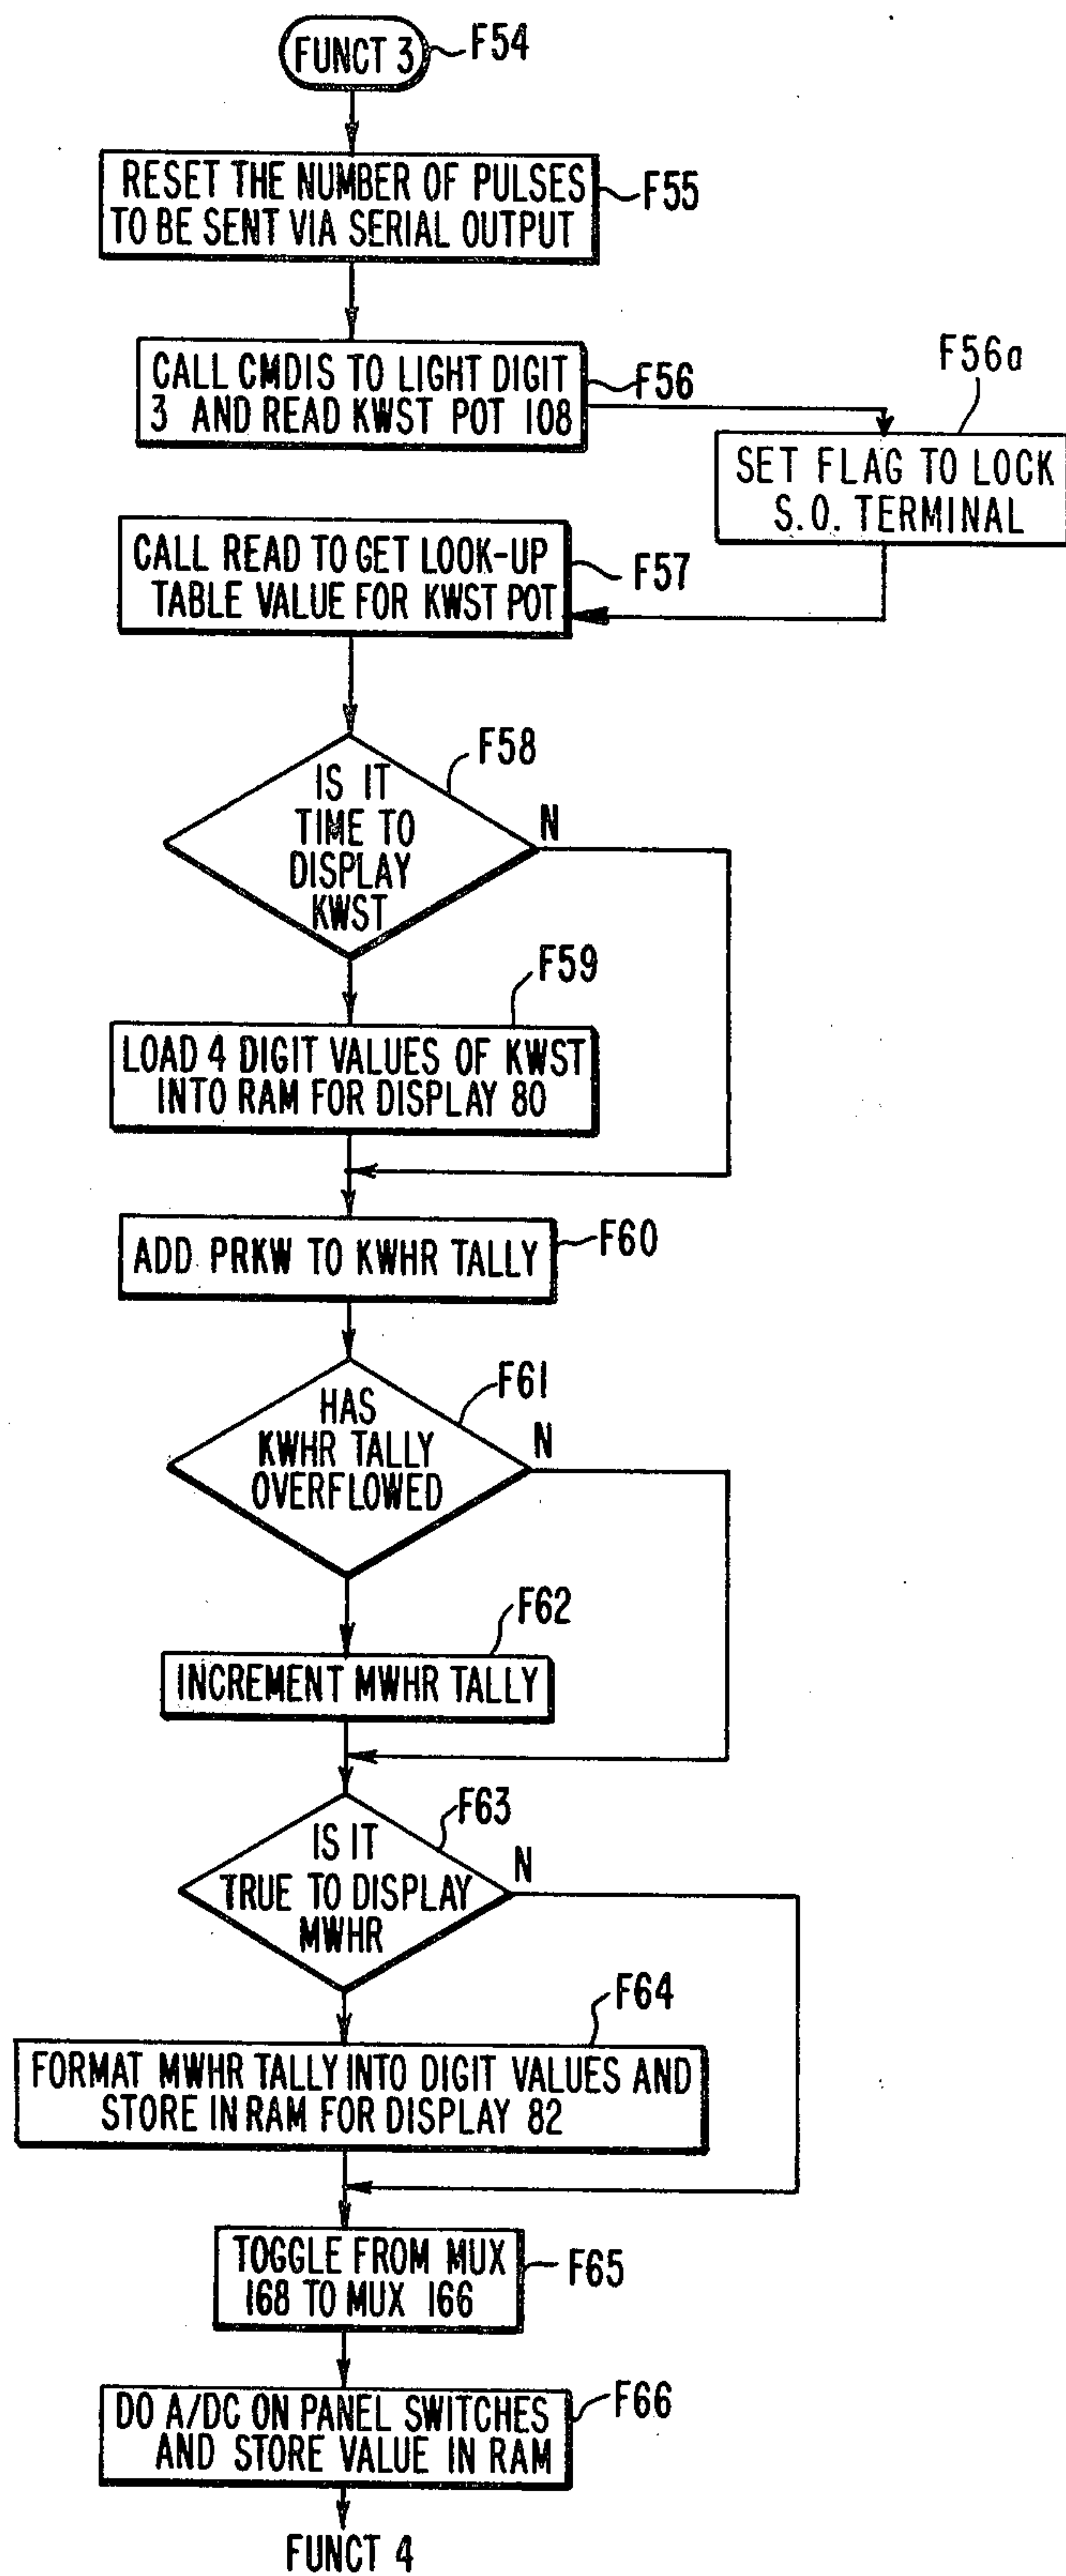 FUNCT 3
F54
RESET THE NUMBER OF PULSES
TO BE SENT VIA SERIAL OUTPUT
F55
CALL CMDIS TO LIGHT DIGIT
3 AND READ KWST POT 108
F56
F56a
SET FLAG TO LOCK
S.O. TERMINAL
CALL READ TO GET LOOK-UP
TABLE VALUE FOR KWST POT
F57
F58
IS IT
TIME TO
DISPLAY
KWST
N
F59
LOAD 4 DIGIT VALUES OF KWST
INTO RAM FOR DISPLAY 80
ADD PRKW TO KWHR TALLY
F60
F61
HAS
KWHR TALLY
OVERFLOWED
N
F62
INCREMENT MWHR TALLY
F63
IS IT
TRUE TO DISPLAY
MWHR
N
F64
FORMAT MWHR TALLY INTO DIGIT VALUES AND
STORE IN RAM FOR DISPLAY 82
TOGGLE FROM MUX
168 TO MUX 166
F65
DO A/DC ON PANEL SWITCHES
AND STORE VALUE IN RAM
F66
FUNCT 4